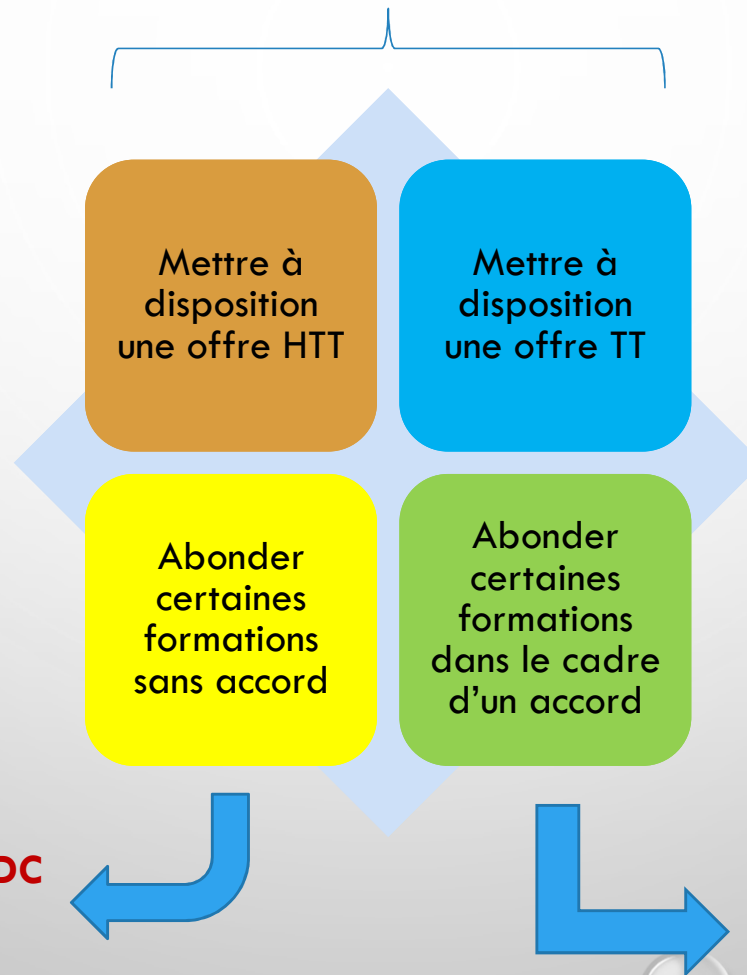 Mettre à
disposition
une offre HTT
Mettre à
disposition
une offre TT
Abonder
certaines
formations
sans accord
Abonder
certaines
formations
dans le cadre
d’un accord